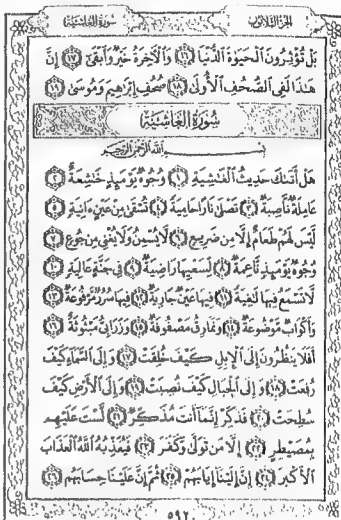 الجزء الثلاثون
سورة الغاشية
بَلْ تُؤْثِرُونَ الْحَيَوٰةَ الدُّنْيَا ١٦ وَالْآخِرَةُ خَيْرٌ وَأَبْقَىٰ ١٧ إِنَّ
هَٰذَا لَفِي الصُّحُفِ الْأُولَىٰ ١٨ صُحُفِ إِبْرَٰهِيمَ وَمُوسَىٰ ١٩
سُورَةُ الْغَاشِيَةِ
بِسْمِ اللَّهِ الرَّحْمَٰنِ الرَّحِيمِ
هَلْ أَتَىٰكَ حَدِيثُ الْغَٰشِيَةِ ١ وُجُوهٌ يَوْمَئِذٍ خَٰشِعَةٌ ٢
عَامِلَةٌ نَّاصِبَةٌ ٣ تَصْلَىٰ نَارًا حَامِيَةً ٤ تُسْقَىٰ مِنْ عَيْنٍ ءَانِيَةٍ ٥
لَّيْسَ لَهُمْ طَعَامٌ إِلَّا مِن ضَرِيعٍ ٦ لَّا يُسْمِنُ وَلَا يُغْنِي مِن جُوعٍ ٧
وُجُوهٌ يَوْمَئِذٍ نَّاعِمَةٌ ٨ لِّسَعْيِهَا رَاضِيَةٌ ٩ فِي جَنَّةٍ عَالِيَةٍ ١٠
لَّا تَسْمَعُ فِيهَا لَٰغِيَةً ١١ فِيهَا عَيْنٌ جَارِيَةٌ ١٢ فِيهَا سُرُرٌ مَّرْفُوعَةٌ ١٣
وَأَكْوَابٌ مَّوْضُوعَةٌ ١٤ وَنَمَارِقُ مَصْفُوفَةٌ ١٥ وَزَرَابِيُّ مَبْثُوثَةٌ ١٦
أَفَلَا يَنظُرُونَ إِلَى الْإِبِلِ كَيْفَ خُلِقَتْ ١٧ وَإِلَى السَّمَاءِ كَيْفَ
رُفِعَتْ ١٨ وَإِلَى الْجِبَالِ كَيْفَ نُصِبَتْ ١٩ وَإِلَى الْأَرْضِ كَيْفَ
سُطِحَتْ ٢٠ فَذَكِّرْ إِنَّمَا أَنتَ مُذَكِّرٌ ٢١ لَّسْتَ عَلَيْهِم
بِمُصَيْطِرٍ ٢٢ إِلَّا مَن تَوَلَّىٰ وَكَفَرَ ٢٣ فَيُعَذِّبُهُ اللَّهُ الْعَذَابَ
الْأَكْبَرَ ٢٤ إِنَّ إِلَيْنَا إِيَابَهُمْ ٢٥ ثُمَّ إِنَّ عَلَيْنَا حِسَابَهُم ٢٦
٥٩٢